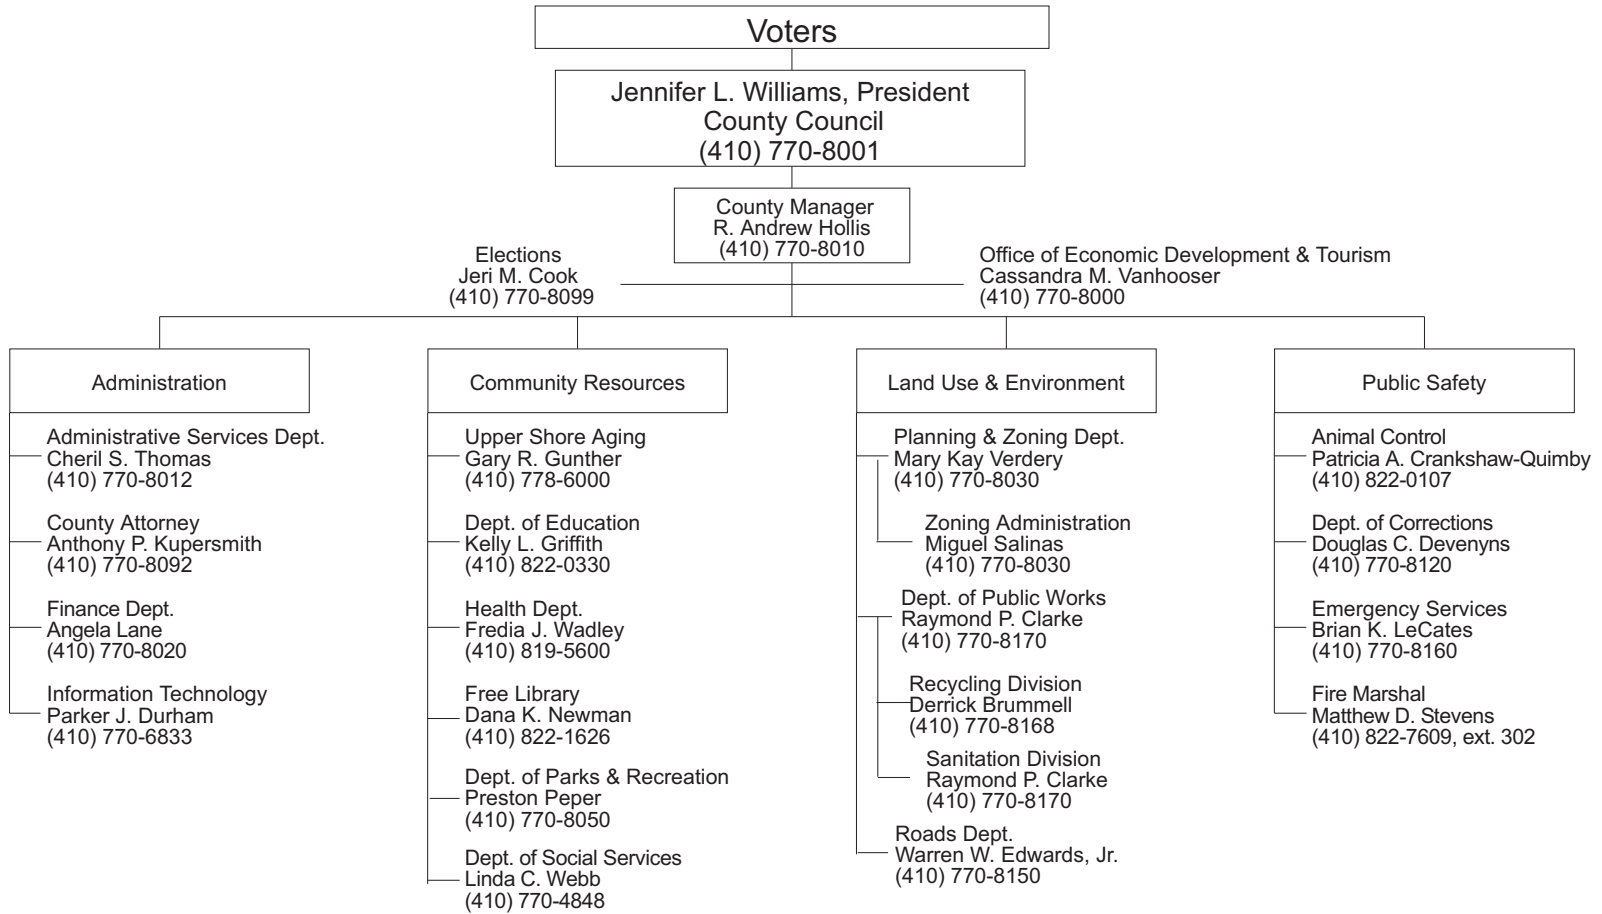 Voters
Jennifer L. Williams, President
County Council
(410) 770-8001
County Manager
R. Andrew Hollis
(410) 770-8010
Elections
Jeri M. Cook
(410) 770-8099
Office of Economic Development & Tourism
Cassandra M. Vanhooser
(410) 770-8000
Administration
Administrative Services Dept.
Cheril S. Thomas
(410) 770-8012
County Attorney
Anthony P. Kupersmith
(410) 770-8092
Finance Dept.
Angela Lane
(410) 770-8020
Information Technology
Parker J. Durham
(410) 770-6833
Community Resources
Upper Shore Aging
Gary R. Gunther
(410) 778-6000
Dept. of Education
Kelly L. Griffith
(410) 822-0330
Health Dept.
Fredia J. Wadley
(410) 819-5600
Free Library
Dana K. Newman
(410) 822-1626
Dept. of Parks & Recreation
Preston Peper
(410) 770-8050
Dept. of Social Services
Linda C. Webb
(410) 770-4848
Land Use & Environment
Planning & Zoning Dept.
Mary Kay Verdery
(410) 770-8030
Zoning Administration
Miguel Salinas
(410) 770-8030
Dept. of Public Works
Raymond P. Clarke
(410) 770-8170
Recycling Division
Derrick Brummell
(410) 770-8168
Sanitation Division
Raymond P. Clarke
(410) 770-8170
Roads Dept.
Warren W. Edwards, Jr.
(410) 770-8150
Public Safety
Animal Control
Patricia A. Crankshaw-Quimby
(410) 822-0107
Dept. of Corrections
Douglas C. Devenyns
(410) 770-8120
Emergency Services
Brian K. LeCates
(410) 770-8160
Fire Marshal
Matthew D. Stevens
(410) 822-7609, ext. 302